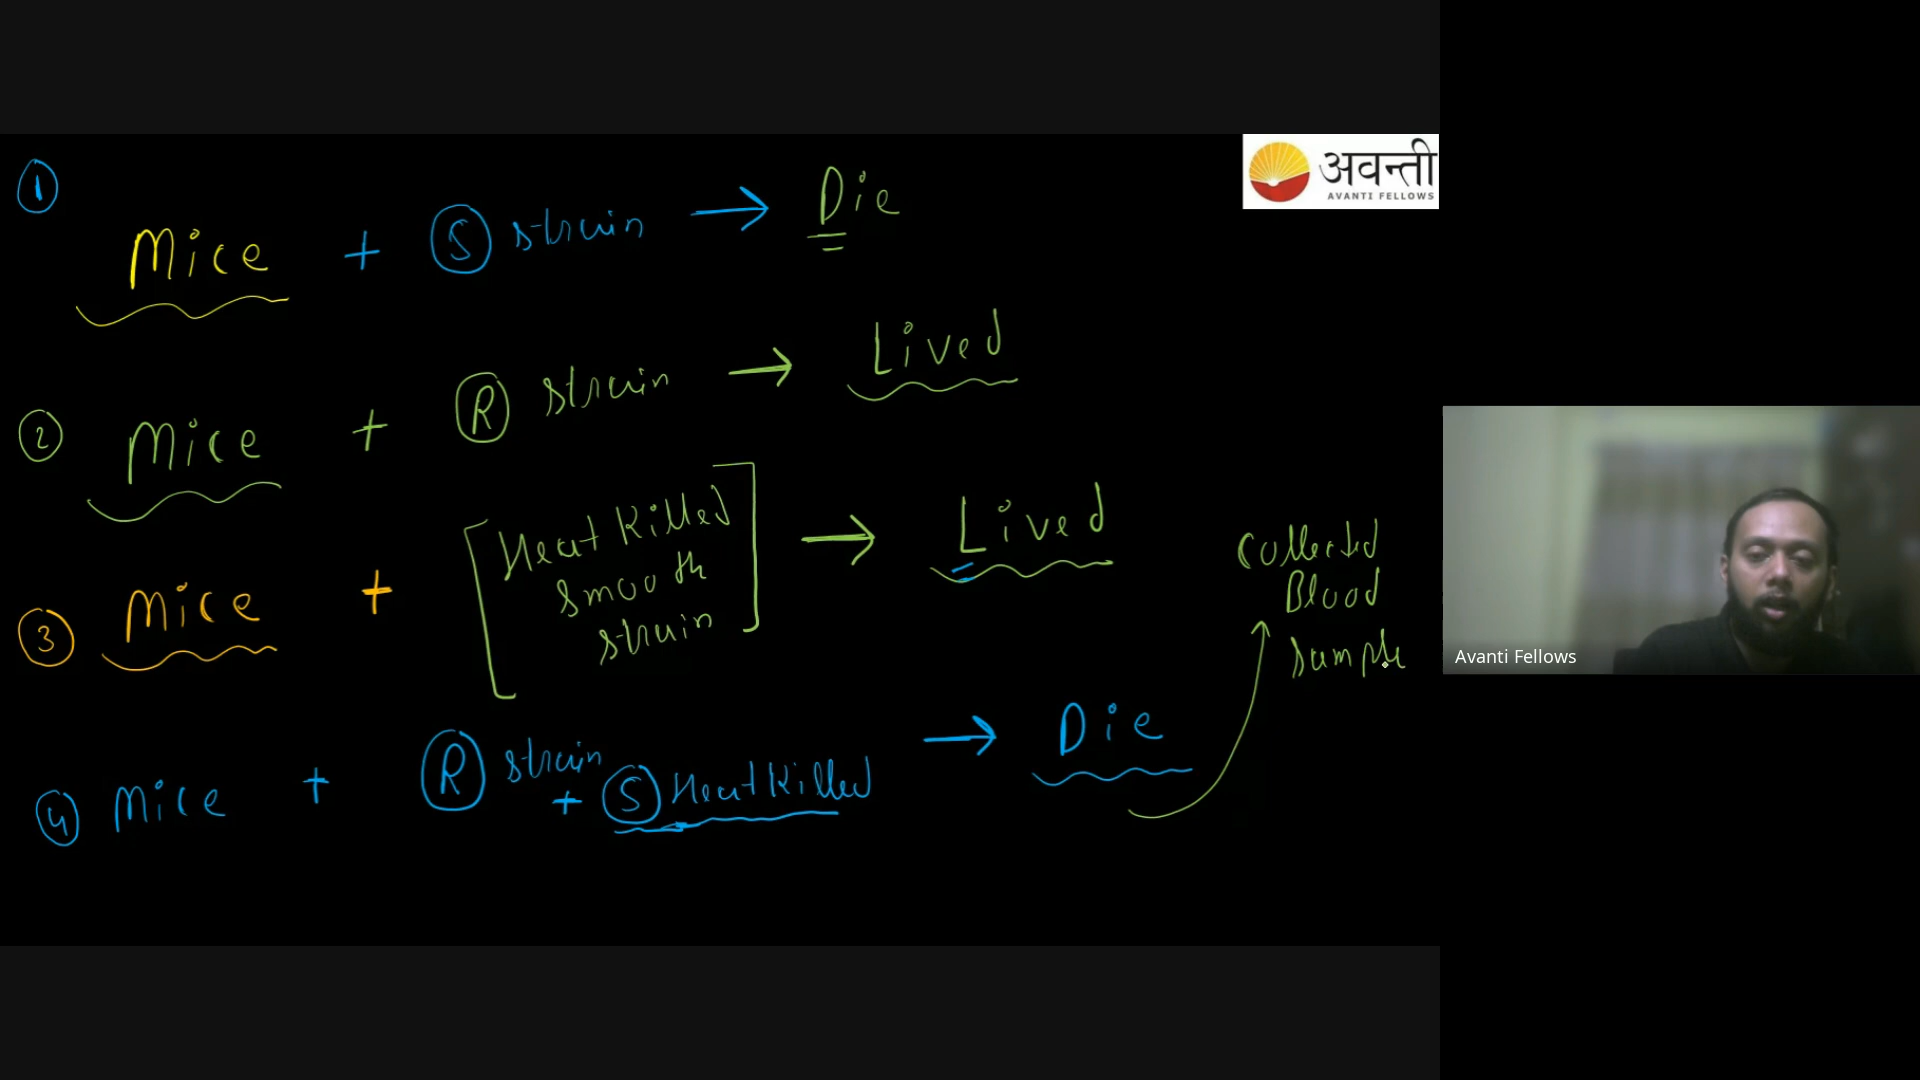 1
Mice + S strain → Die
2 Mice + R strain → Lived
3 Mice + [Heat Killed
Smooth
strain] → Lived
4 Mice + R strain
+ S Heat Killed → Die
Collected
Blood
Sample
अवन्ती
AVANTI FELLOWS
Avanti Fellows